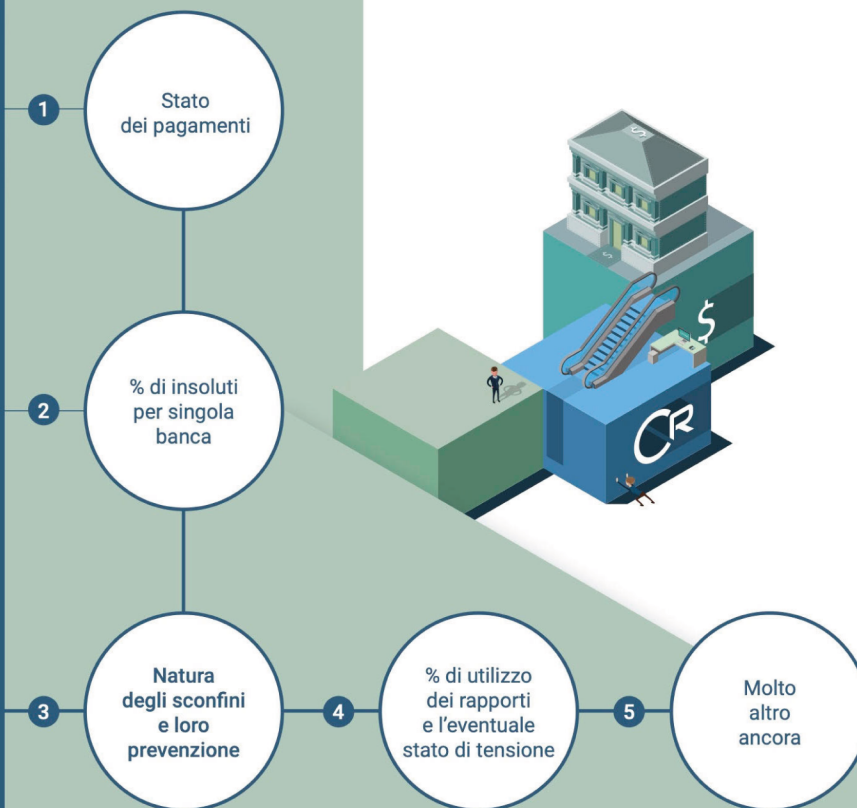 1
Stato
dei pagamenti
2
% di insoluti
per singola
banca
$
$
CR
3
Natura
degli sconfini
e loro
prevenzione
4
% di utilizzo
dei rapporti
e l'eventuale
stato di tensione
5
Molto
altro
ancora